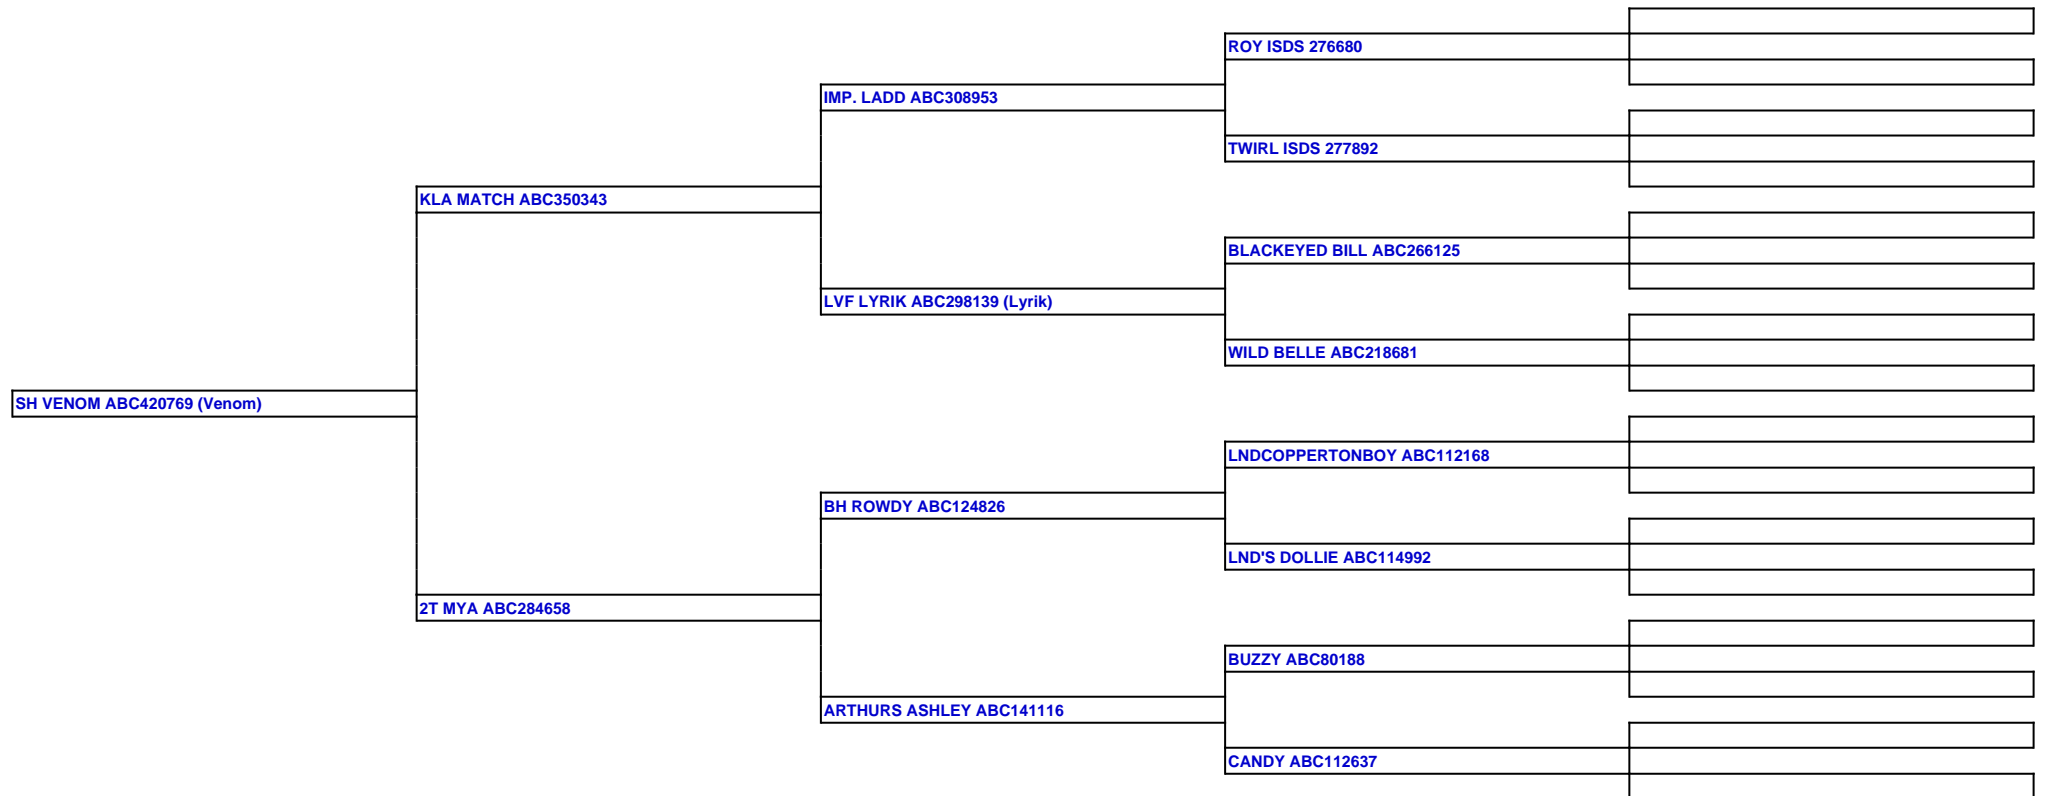 ROY ISDS 276680
IMP. LADD ABC308953
TWIRL ISDS 277892
KLA MATCH ABC350343
BLACKEYED BILL ABC266125
LVF LYRIK ABC298139 (Lyrik)
WILD BELLE ABC218681
SH VENOM ABC420769 (Venom)
LNDCOPPERTONBOY ABC112168
BH ROWDY ABC124826
LND'S DOLLIE ABC114992
2T MYA ABC284658
BUZZY ABC80188
ARTHURS ASHLEY ABC141116
CANDY ABC112637